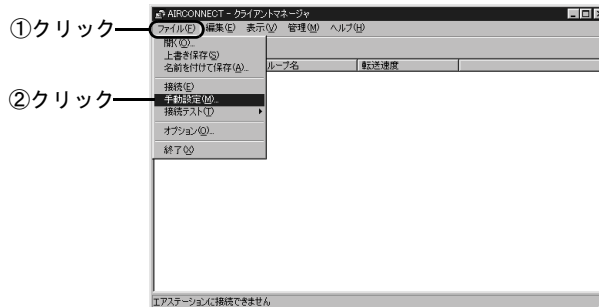 AIRCONNECT - クライアントマネージャ
①クリック
ファイル(F) 編集(E) 表示(V) 管理(M) ヘルプ(H)
開く(O)...
上書き保存(S)
名前を付けて保存(A)...
ループ名 転送速度
接続(E)
②クリック
手動設定(M)...
接続テスト(T)
オプション(O)...
終了(X)
エアステーションに接続できません